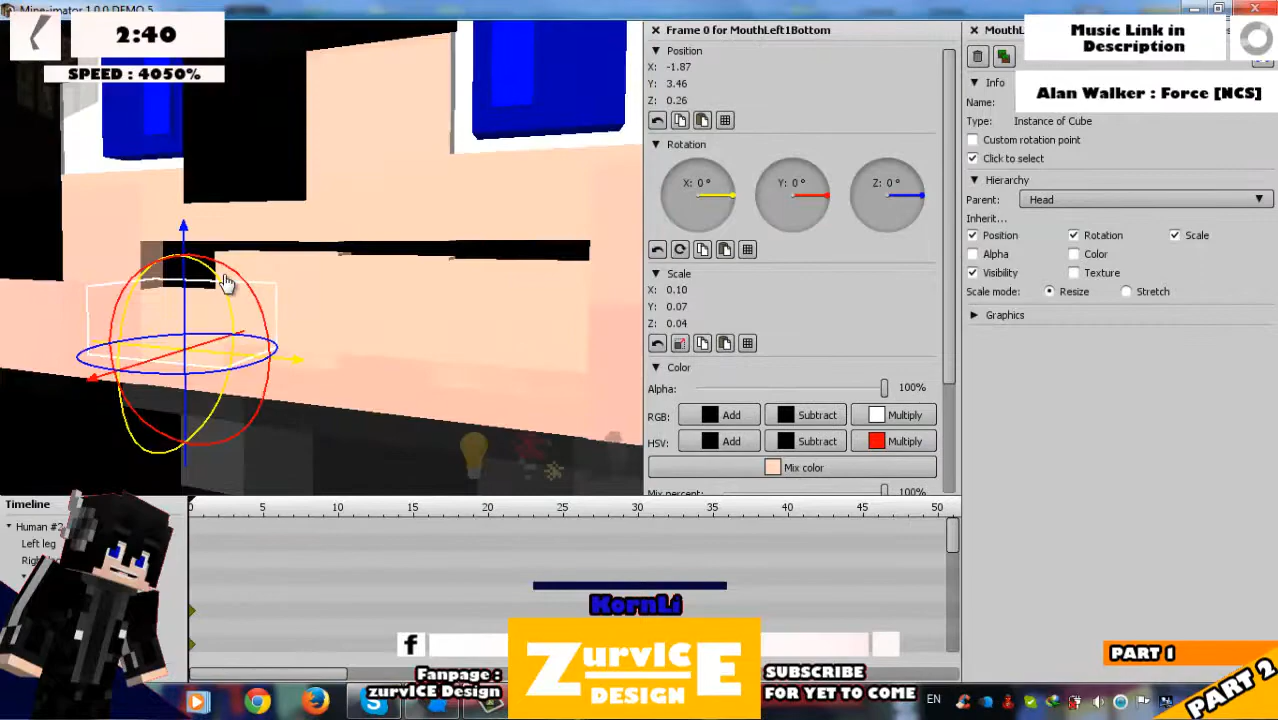 Mine-imator 1.0.0 DEMO 5
2:40
SPEED : 4050%
Music Link in
Description
Alan Walker : Force [NCS]
Frame 0 for MouthLeft1Bottom
Position
X: -1.87
Y: 3.46
Z: 0.26
Rotation
X: 0 °
Y: 0 °
Z: 0 °
Scale
X: 0.10
Y: 0.07
Z: 0.04
Color
Alpha:
100%
RGB:
Add
Subtract
Multiply
HSV:
Add
Subtract
Multiply
Mix color
Mix percent:
100%
Info
Name:
Type:
Instance of Cube
Custom rotation point
Click to select
Hierarchy
Parent:
Head
Inherit...
Position
Rotation
Scale
Alpha
Color
Visibility
Texture
Scale mode:
Resize
Stretch
Graphics
Timeline
0 5 10 15 20 25 30 35 40 45 50
Human #2
Left leg
KornLi
f
Fanpage :
zurvICE Design
ZurvICE
DESIGN
SUBSCRIBE
FOR YET TO COME
PART 1
PART 2
EN